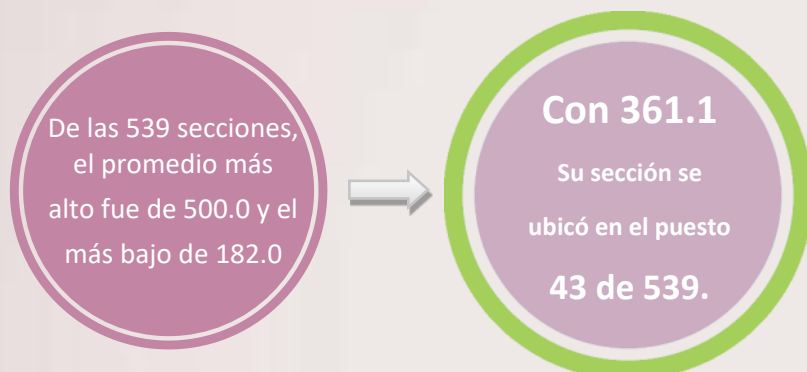 De las 539 secciones,
el promedio más
alto fue de 500.0 y el
más bajo de 182.0
Con 361.1
Su sección se
ubicó en el puesto
43 de 539.